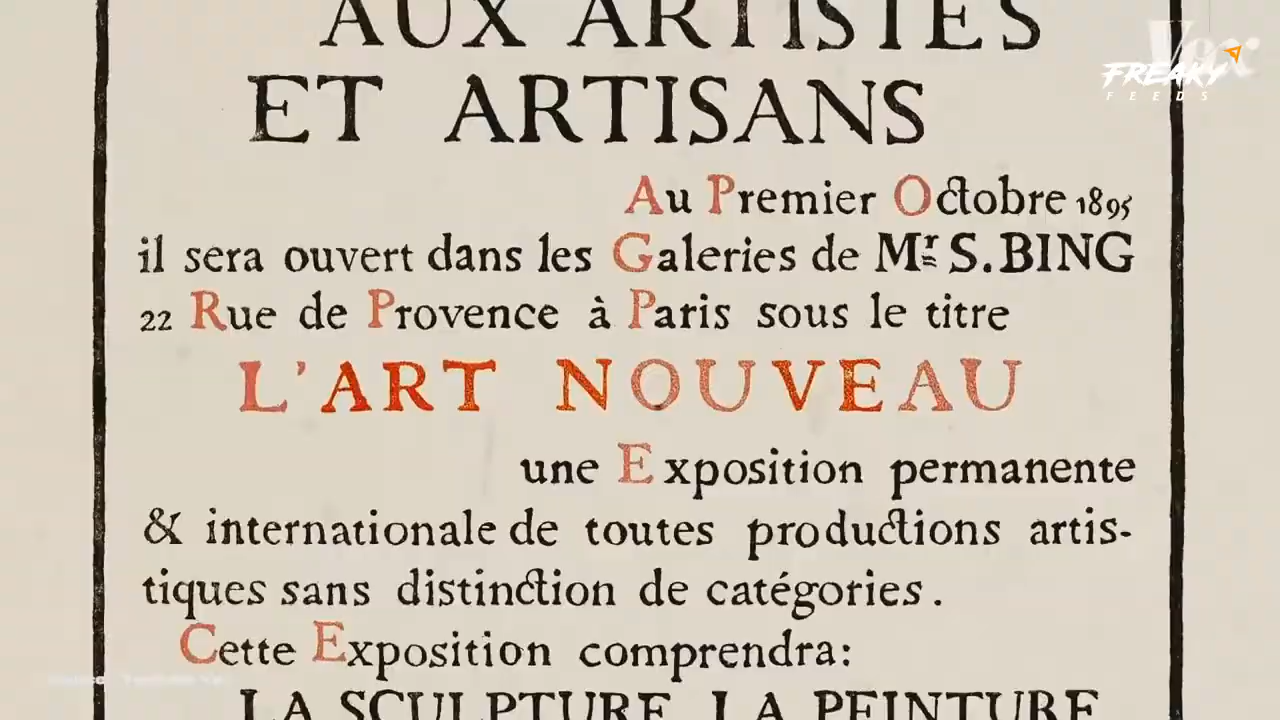 AUX ARTISTES
Vox
FREAKY
FEEDS
ET ARTISANS
Au Premier Octobre 1895
il sera ouvert dans les Galeries de Mr S. BING
22 Rue de Provence à Paris sous le titre
L'ART NOUVEAU
une Exposition permanente
& internationale de toutes productions artis-
tiques sans distinction de catégories.
Cette Exposition comprendra:
LA SCULPTURE LA PEINTURE